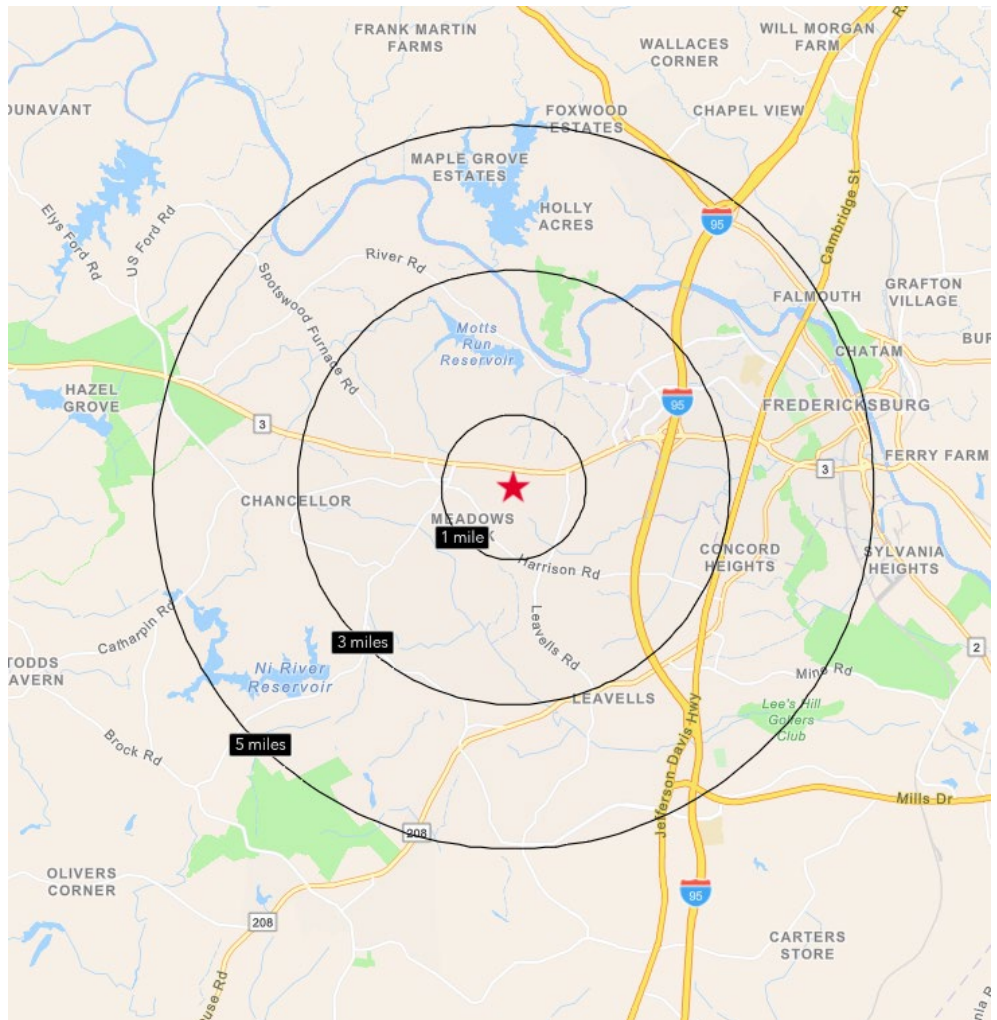 FRANK MARTIN
FARMS
WILL MORGAN
FARM
WALLACES
CORNER
DUNAVANT
FOXWOOD
ESTATES
CHAPEL VIEW
MAPLE GROVE
ESTATES
Elys Ford Rd
US Ford Rd
HOLLY
ACRES
95
Cambridge St
River Rd
Spotswood Furnace Rd
FALMOUTH
GRAFTON
VILLAGE
Motts
Run
Reservoir
CHATAM
HAZEL
GROVE
95
FREDERICKSBURG
3
FERRY FARM
3
CHANCELLOR
MEADOWS
1 mile
Harrison Rd
CONCORD
HEIGHTS
SYLVANIA
HEIGHTS
Catharpin Rd
Leavells Rd
3 miles
2
TODDS
TAVERN
Ni River
Reservoir
Mine Rd
LEAVELLS
Lee's Hill
Golfers
Club
Brock Rd
5 miles
Jefferson Davis Hwy
Mills Dr
208
OLIVERS
CORNER
95
208
CARTERS
STORE